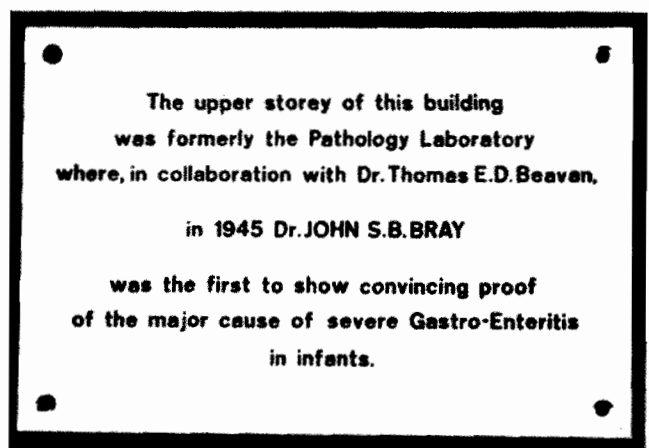 The upper storey of this building
was formerly the Pathology Laboratory
where, in collaboration with Dr. Thomas E.D. Beavan,
in 1945 Dr. JOHN S.B. BRAY
was the first to show convincing proof
of the major cause of severe Gastro-Enteritis
in infants.